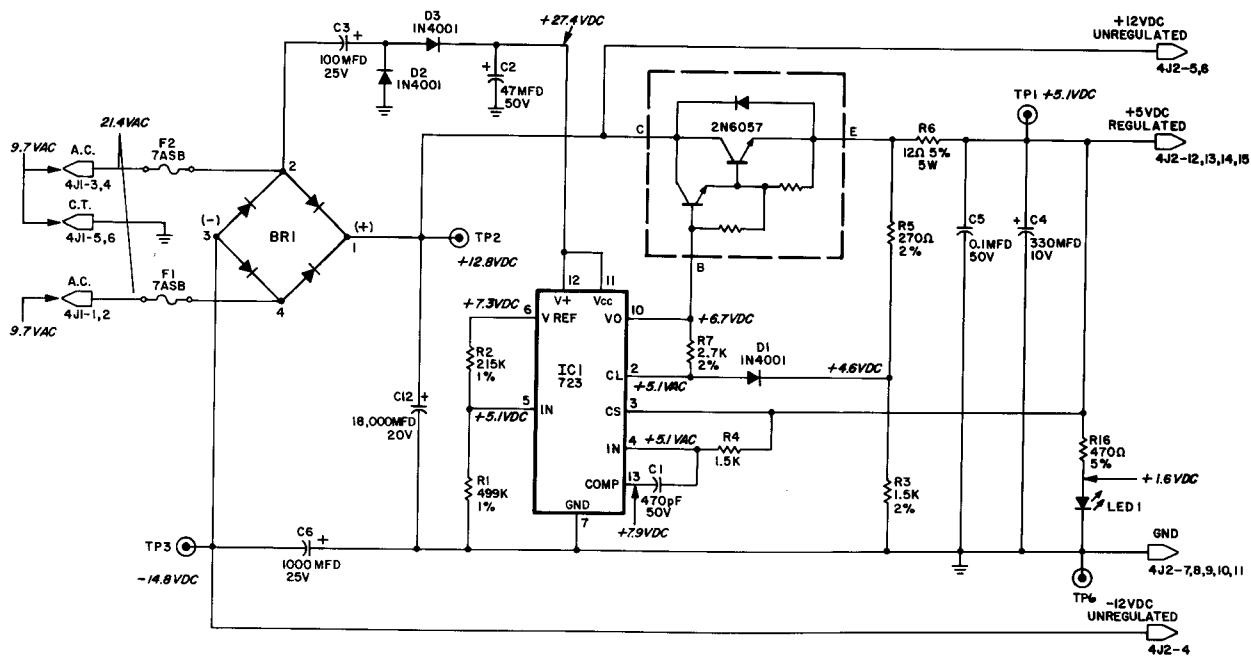 +27.4VDC
C3
+
100MFD
25V
D3
1N4001
D2
1N4001
+
C2
47MFD
50V
+12VDC
UNREGULATED
4J2-5,6
TP1
+5.1VDC
+5VDC
REGULATED
4J2-12,13,14,15
C
2N6057
E
B
R6
12Ω 5%
5W
21.4VAC
9.7VAC
A.C.
4J1-3,4
F2
7ASB
C.T.
4J1-5,6
A.C.
4J1-1,2
F1
7ASB
9.7VAC
2
(-)
3
BR1
(+)
1
4
TP2
+12.8VDC
R5
270Ω
2%
C5
0.1MFD
50V
+
C4
330MFD
10V
12
V+
11
Vcc
+7.3VDC
6
V REF
VO
10
+6.7VDC
R2
215K
1%
IC1
723
R7
2.7K
2%
D1
1N4001
+4.6VDC
CL
2
+5.1VAC
5
IN
+5.1VDC
CS
3
C12
+
18,000MFD
20V
IN
4
+5.1VAC
R4
1.5K
R1
499K
1%
COMP
13
C1
470pF
50V
GND
7
+7.9VDC
R3
1.5K
2%
R16
470Ω
5%
+1.6VDC
LED1
TP3
-14.8VDC
C6
+
1000MFD
25V
GND
4J2-7,8,9,10,11
TP6
-12VDC
UNREGULATED
4J2-4